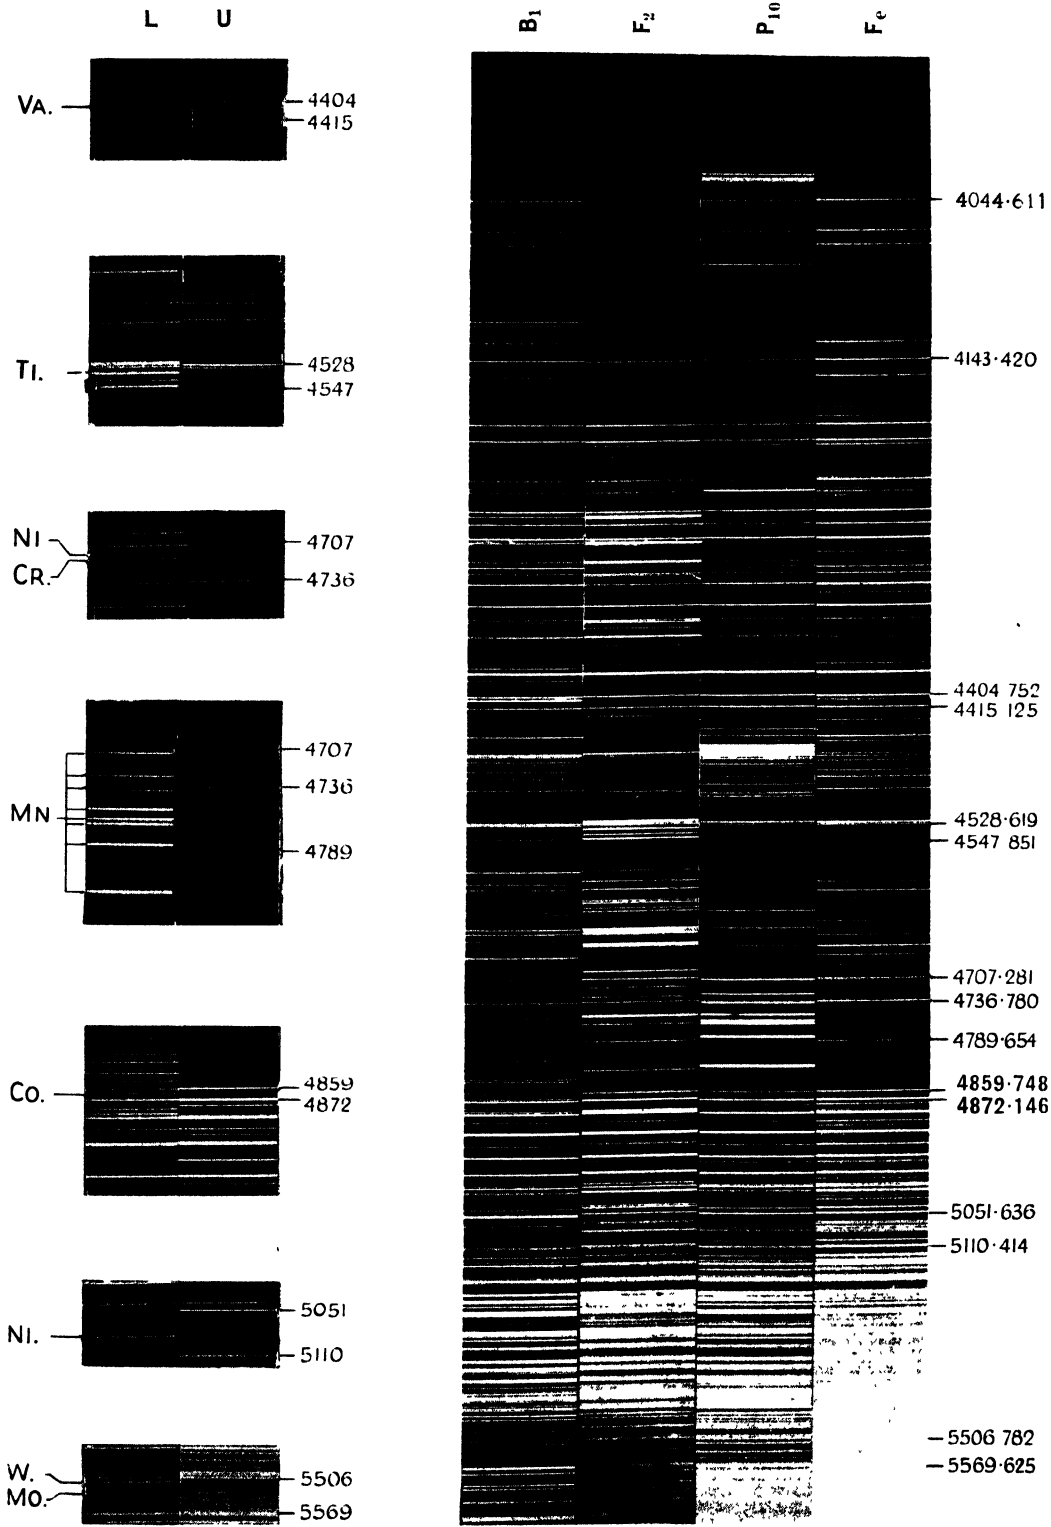 L U
VA. 4404
4415
TI. 4528
4547
NI 4707
CR. 4736
4707
4736
MN
4789
Co. 4859
4872
5051
NI. 5110
W. 5506
Mo. 5569
B1 F2 P10 Fe
4044·611
4143·420
4404 752
4415 125
4528·619
4547 851
4707·281
4736·780
4789·654
4859·748
4872·146
5051·636
5110·414
5506 782
5569·625